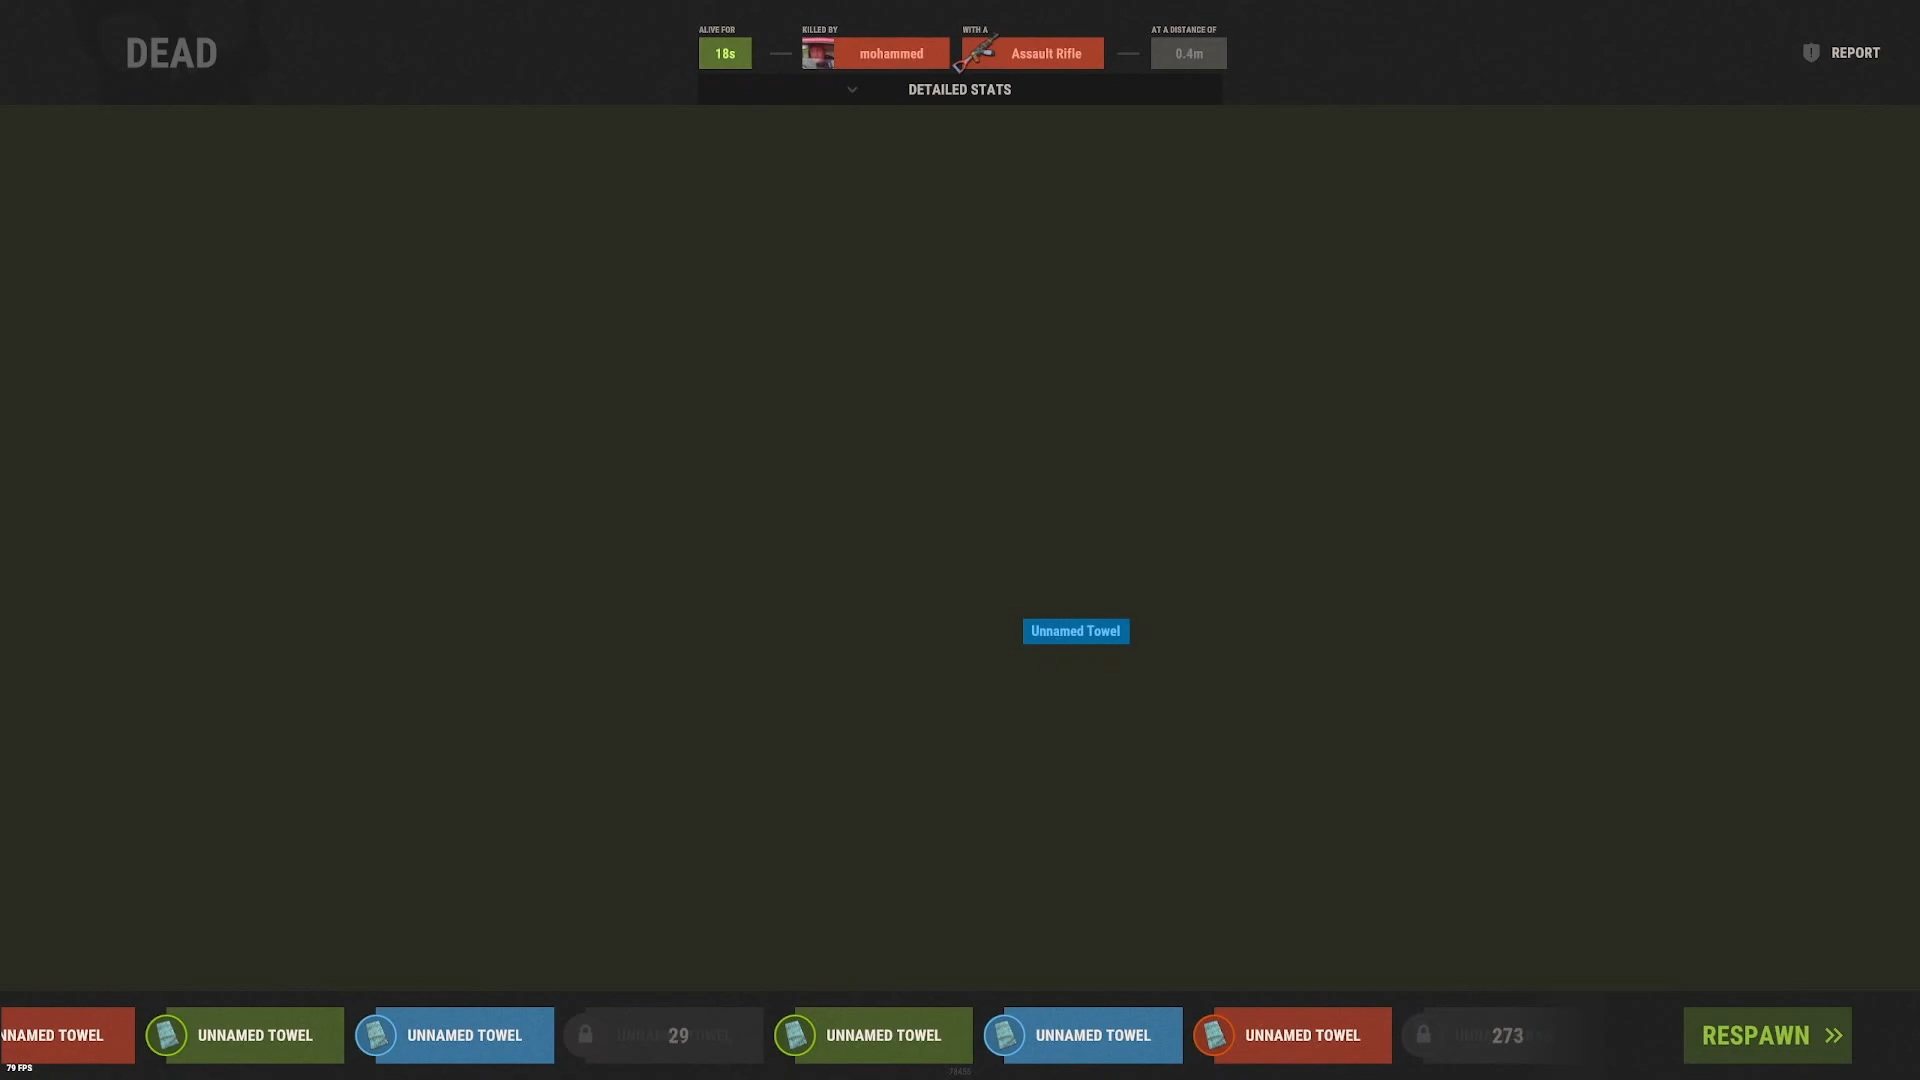 DEAD
ALIVE FOR
18s
KILLED BY
mohammed
WITH A
Assault Rifle
AT A DISTANCE OF
0.4m
REPORT
DETAILED STATS
Unnamed Towel
NNAMED TOWEL
UNNAMED TOWEL
UNNAMED TOWEL
29
UNNAMED TOWEL
UNNAMED TOWEL
UNNAMED TOWEL
273
RESPAWN
79 FPS